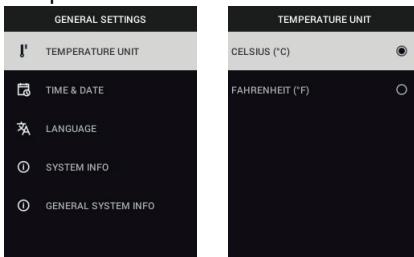 GENERAL SETTINGS
TEMPERATURE UNIT
TIME & DATE
LANGUAGE
SYSTEM INFO
GENERAL SYSTEM INFO
TEMPERATURE UNIT
CELSIUS (°C)
FAHRENHEIT (°F)